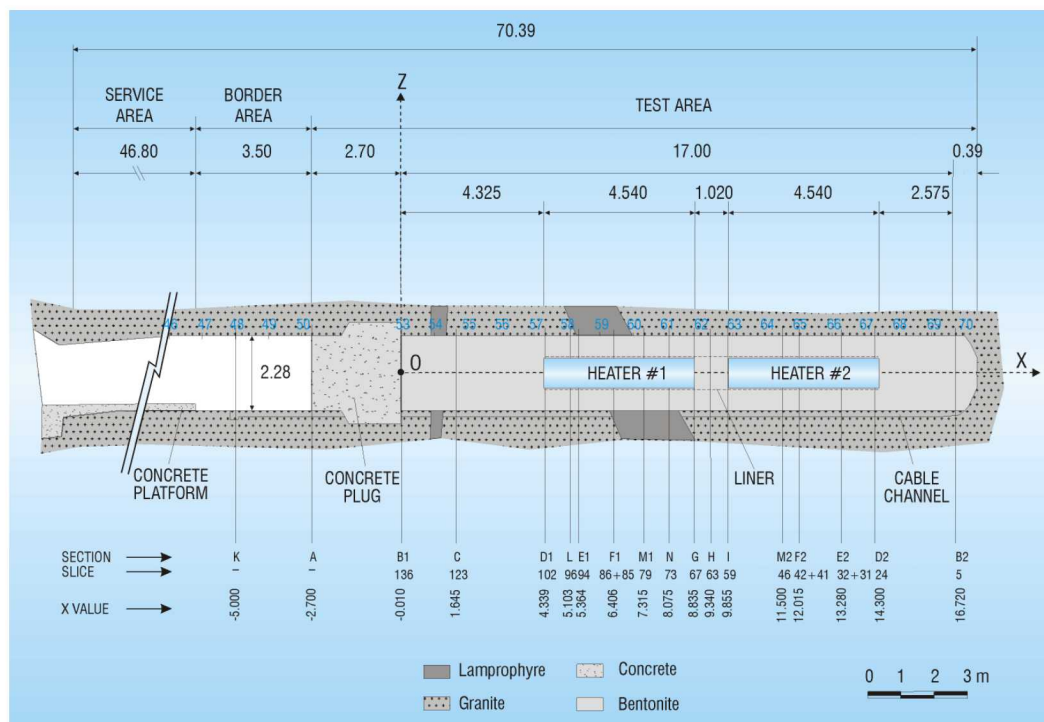 70.39
Z
SERVICE AREA
BORDER AREA
TEST AREA
46.80 3.50 2.70 17.00 0.39
4.325 4.540 1.020 4.540 2.575
46 47 48 49 50 53 54 55 56 57 58 59 60 61 62 63 64 65 66 67 68 69 70
2.28 O HEATER #1 HEATER #2 X
CONCRETE PLATFORM
CONCRETE PLUG
LINER
CABLE CHANNEL
SECTION K A B1 C D1 L E1 F1 M1 N G H I M2 F2 E2 D2 B2
SLICE – – 136 123 102 96 94 86+85 79 73 67 63 59 46 42+41 32+31 24 5
X VALUE -5.000 -2.700 -0.010 1.645 4.339 5.103 5.364 6.406 7.315 8.075 8.835 9.340 9.855 11.500 12.015 13.280 14.300 16.720
Lamprophyre Concrete
Granite Bentonite
0 1 2 3 m